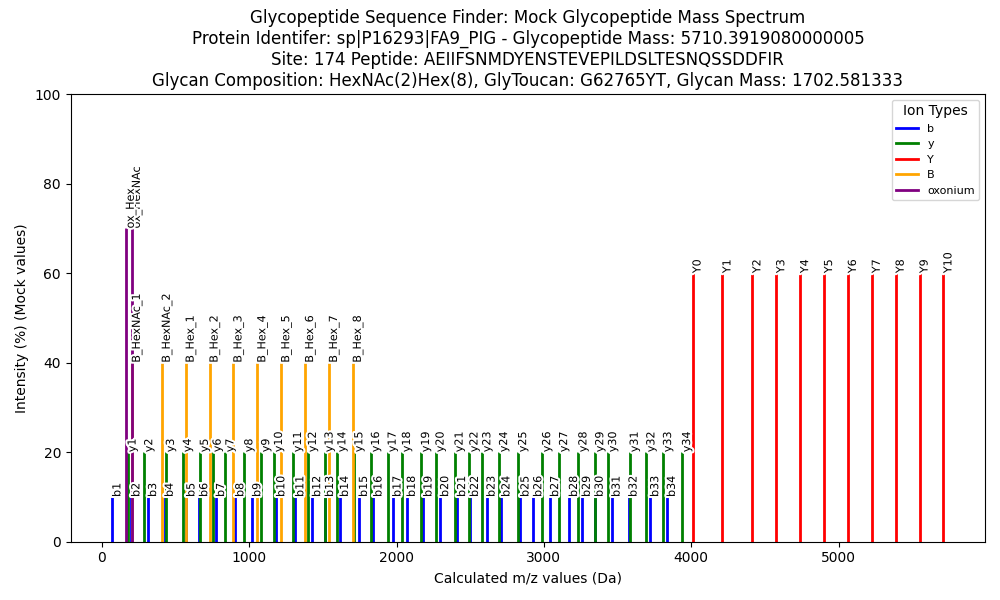 Glycopeptide Sequence Finder: Mock Glycopeptide Mass Spectrum
Protein Identifer: sp|P16293|FA9_PIG - Glycopeptide Mass: 5710.3919080000005
Site: 174 Peptide: AEIIFSNMDYENSTEVEPILDSLTESNQSSDDFIR
Glycan Composition: HexNAc(2)Hex(8), GlyToucan: G62765YT, Glycan Mass: 1702.581333
Intensity (%) (Mock values)
100
80
60
40
20
0
Ion Types
b
y
Y
B
oxonium
ox_Hex
ox_HexNAc
B_HexNAc_1
B_HexNAc_2
B_Hex_1
B_Hex_2
B_Hex_3
B_Hex_4
B_Hex_5
B_Hex_6
B_Hex_7
B_Hex_8
Y0
Y1
Y2
Y3
Y4
Y5
Y6
Y7
Y8
Y9
Y10
y1
y2
y3
y4
y5
y6
y7
y8
y9
y10
y11
y12
y13
y14
y15
y16
y17
y18
y19
y20
y21
y22
y23
y24
y25
y26
y27
y28
y29
y30
y31
y32
y33
y34
b1
b2
b3
b4
b5
b6
b7
b8
b9
b10
b11
b12
b13
b14
b15
b16
b17
b18
b19
b20
b21
b22
b23
b24
b25
b26
b27
b28
b29
b30
b31
b32
b33
b34
0
1000
2000
3000
4000
5000
Calculated m/z values (Da)